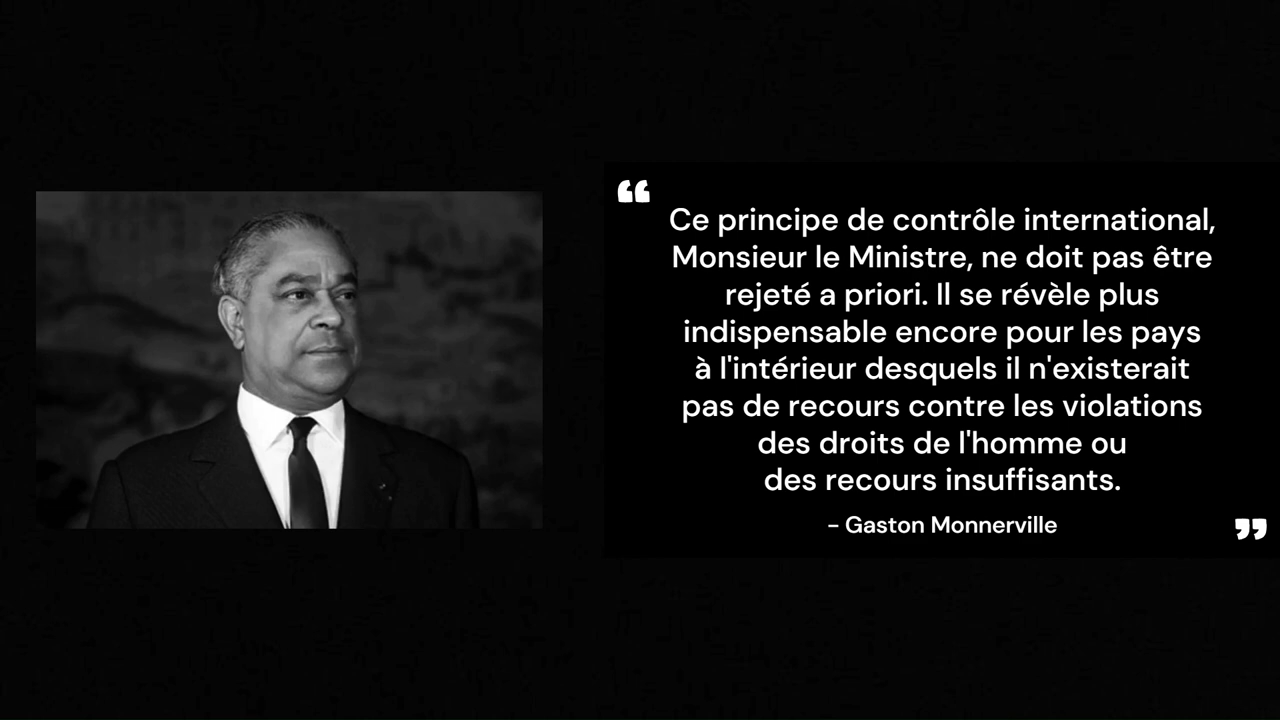 “
Ce principe de contrôle international,
Monsieur le Ministre, ne doit pas être
rejeté a priori. Il se révèle plus
indispensable encore pour les pays
à l'intérieur desquels il n'existerait
pas de recours contre les violations
des droits de l'homme ou
des recours insuffisants.
– Gaston Monnerville
”